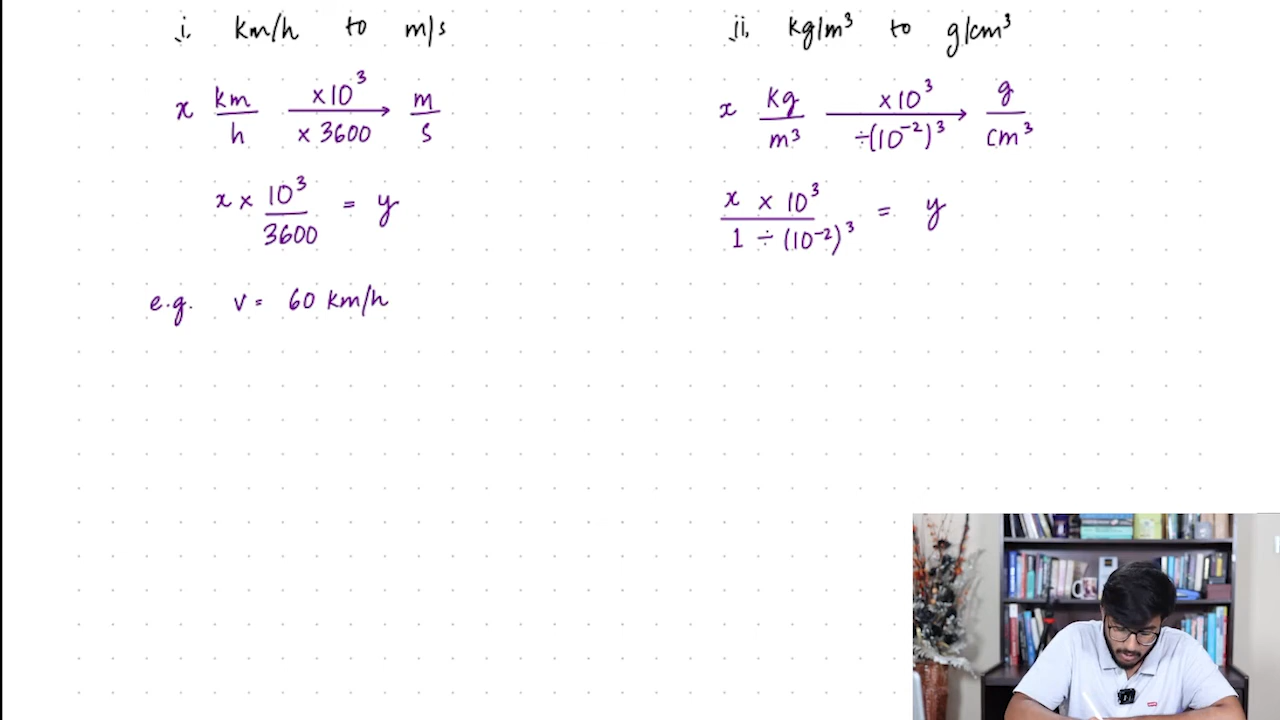 i. km/h to m/s
x km/h ×10³ / ×3600 → m/s
x × 10³/3600 = y
e.g. v = 60 km/h
ii. kg/m³ to g/cm³
x kg/m³ ×10³ / ÷(10⁻²)³ → g/cm³
x × 10³ / 1 ÷ (10⁻²)³ = y